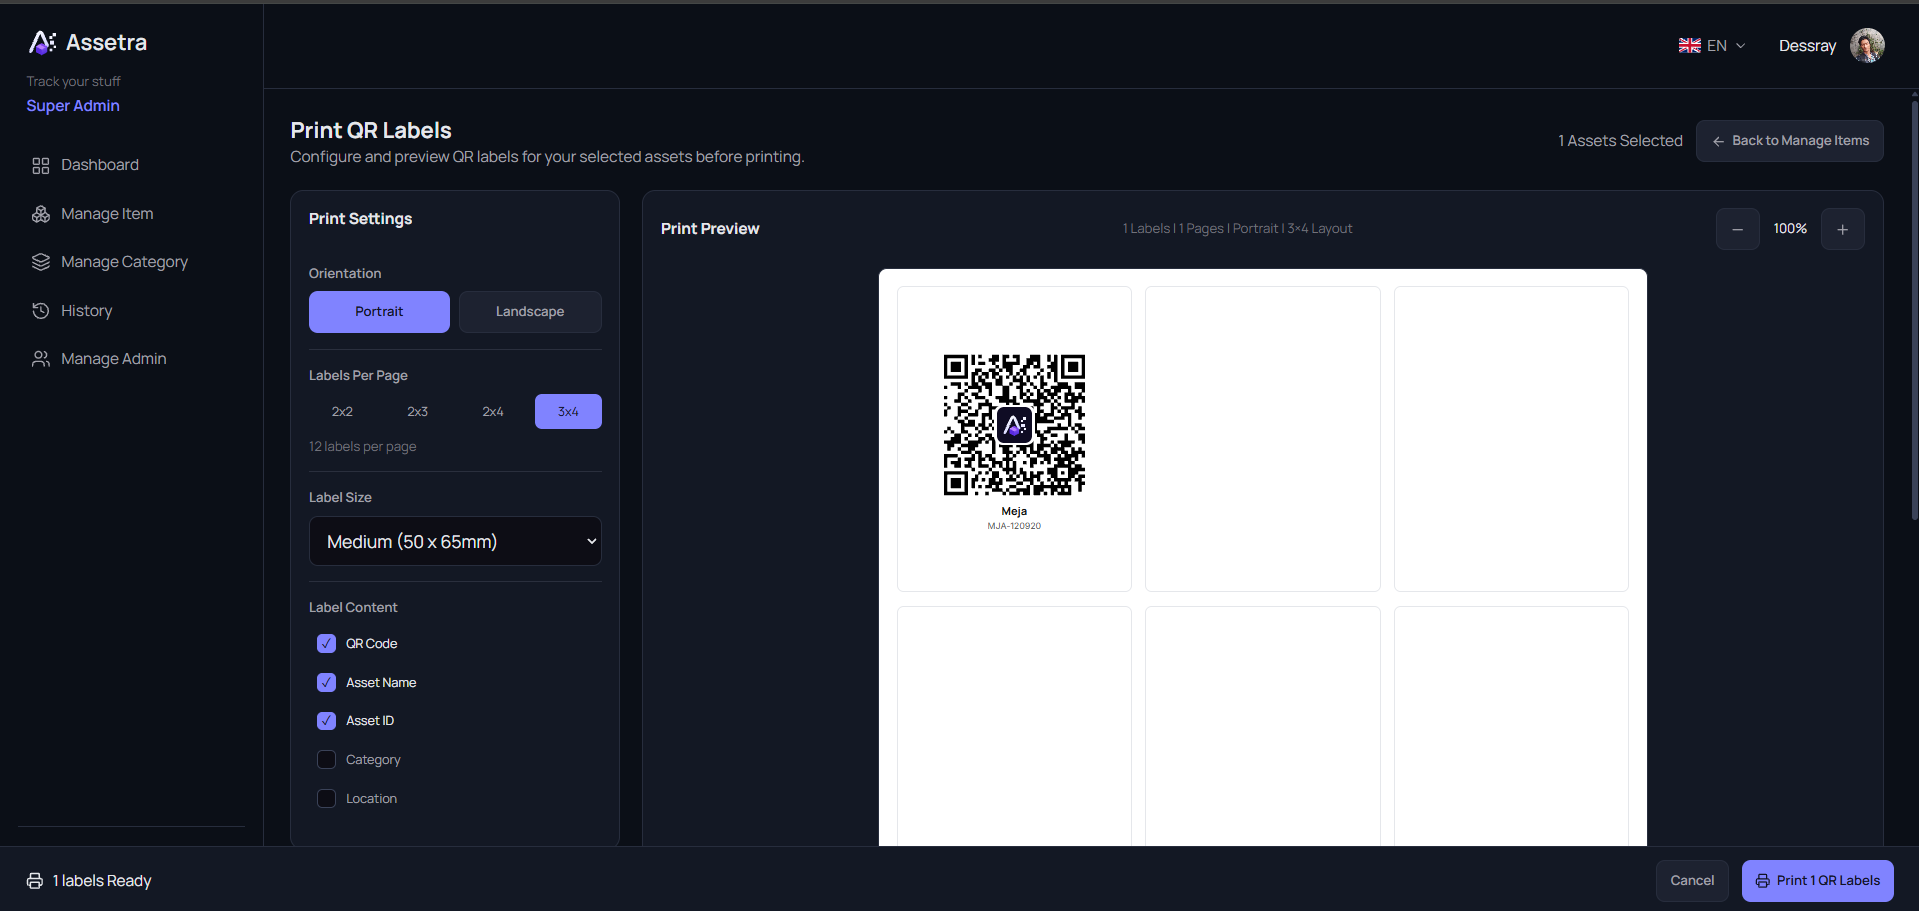 Assetra
Track your stuff
Super Admin
Dashboard
Manage Item
Manage Category
History
Manage Admin
EN
Dessray
Print QR Labels
Configure and preview QR labels for your selected assets before printing.
1 Assets Selected
← Back to Manage Items
Print Settings
Orientation
Portrait
Landscape
Labels Per Page
2x2
2x3
2x4
3x4
12 labels per page
Label Size
Medium (50 x 65mm)
Label Content
QR Code
Asset Name
Asset ID
Category
Location
Print Preview
1 Labels | 1 Pages | Portrait | 3×4 Layout
−
100%
+
Meja
MJA-120920
1 labels Ready
Cancel
Print 1 QR Labels